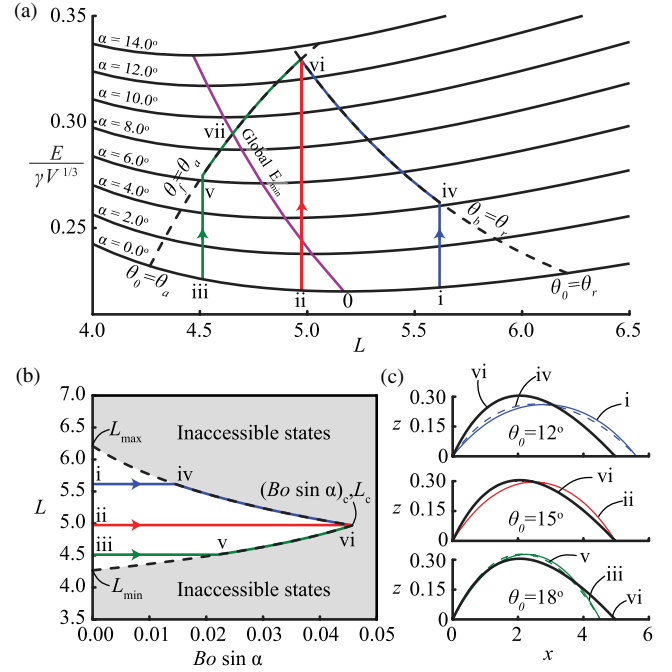 (a)
α = 14.0°
α = 12.0°
α = 10.0°
α = 8.0°
α = 6.0°
α = 4.0°
α = 2.0°
α = 0.0°
0.30
0.25
E
γV^1/3
vi
vii
Global E_min
θ_f=θ_a
v
iv
θ_b=θ_r
θ_0=θ_a
iii
ii
0
i
θ_0=θ_r
4.0 4.5 5.0 5.5 6.0 6.5
L
(b)
7.0
6.5
6.0
5.5
5.0
4.5
4.0
3.5
L
Inaccessible states
L_max
i
iv
(Bo sin α)_c,L_c
ii
iii
v
vi
L_min
Inaccessible states
0.00 0.01 0.02 0.03 0.04 0.05
Bo sin α
(c)
vi iv
0.30
z 0.15
0
i
θ_0=12°
0.30
z 0.15
0
vi
ii
θ_0=15°
0.30
z 0.15
0
v
iii
vi
θ_0=18°
0 2 4 6
x